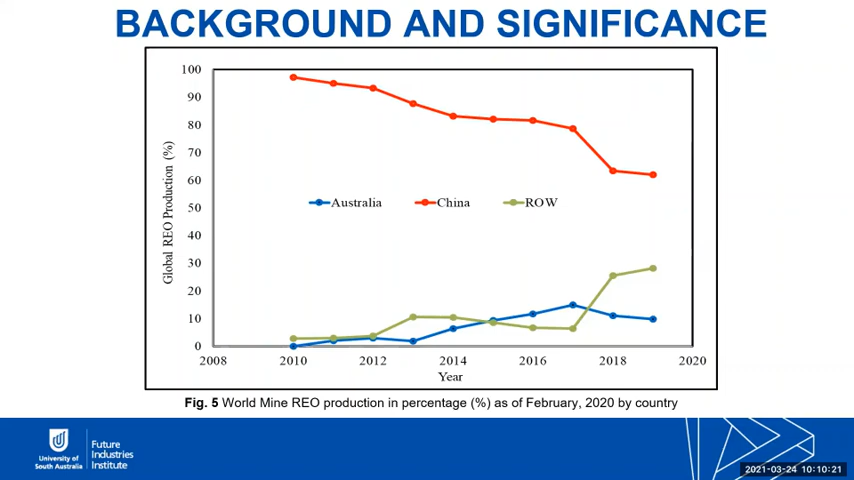 BACKGROUND AND SIGNIFICANCE
100
90
80
70
60
50
40
30
20
10
0
Global REO Production (%)
Australia China ROW
2008 2010 2012 2014 2016 2018 2020
Year
Fig. 5 World Mine REO production in percentage (%) as of February, 2020 by country
University of
South Australia
Future
Industries
Institute
2021-03-24 10:10:21